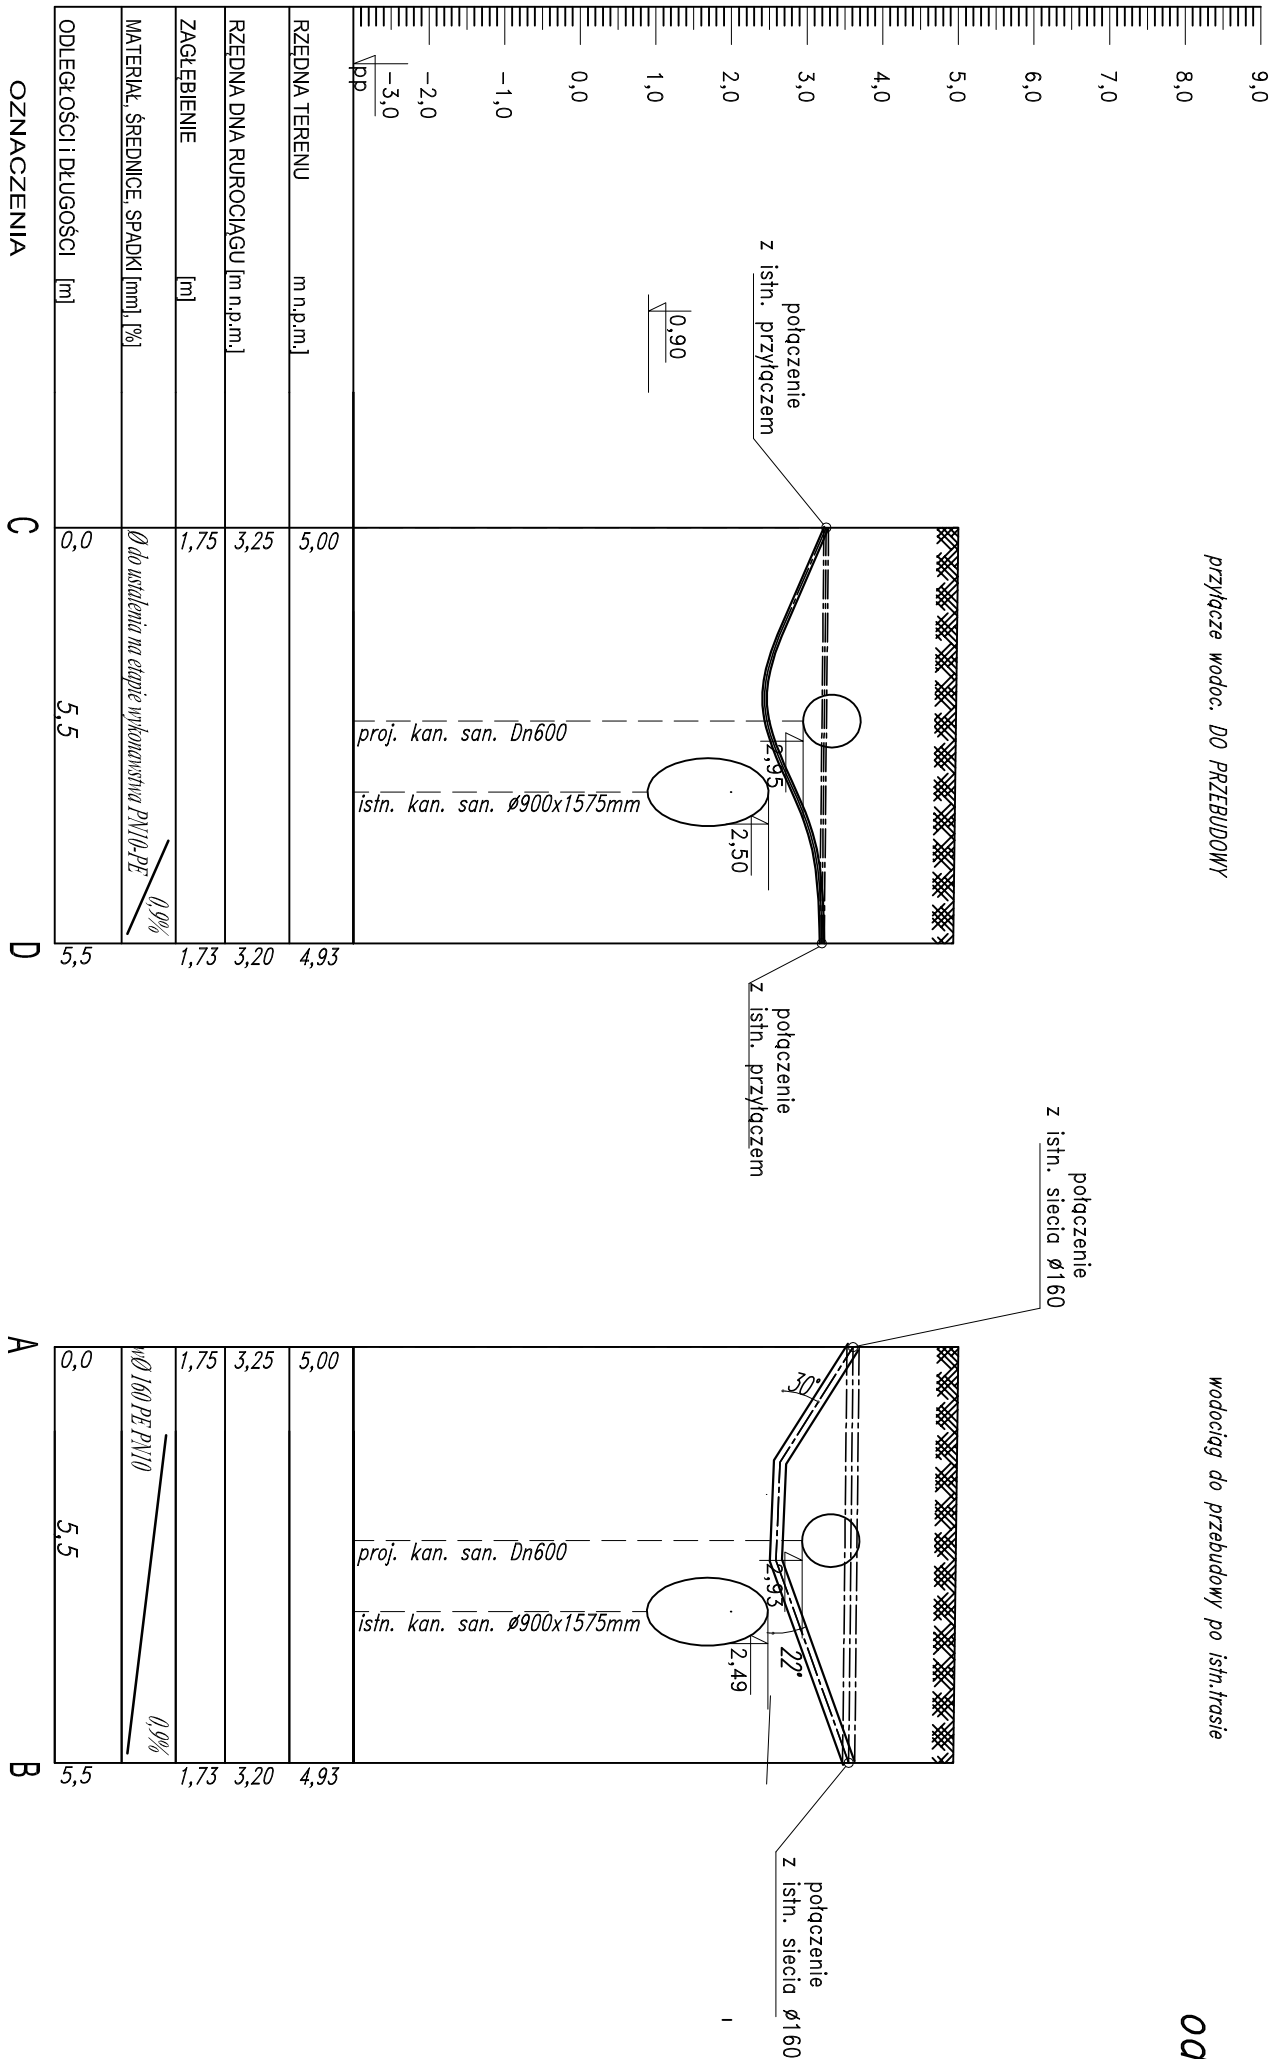 od
przyłącze wodoc. DO PRZEBUDOWY
wodociąg do przebudowy po istn.trasie
9,0
8,0
7,0
6,0
5,0
4,0
3,0
2,0
1,0
0,0
-1,0
-2,0
-3,0
pp
połączenie
z istn. przyłączem
0,90
połączenie
z istn. przyłączem
2,95
2,50
proj. kan. san. Dn600
istn. kan. san. ø900x1575mm
połączenie
z istn. siecia ø160
30°
22°
2,93
2,49
proj. kan. san. Dn600
istn. kan. san. ø900x1575mm
połączenie
z istn. siecia ø160
RZĘDNA TERENU m n.p.m.] 5,00 4,93 5,00 4,93
RZĘDNA DNA RUROCIĄGU [m n.p.m.] 3,25 3,20 3,25 3,20
ZAGŁĘBIENIE [m] 1,75 1,73 1,75 1,73
MATERIAŁ, ŚREDNICE, SPADKI [mm], [%] Ø do ustalenia na etapie wykonawstwa PN10-PE 0,9% wØ 160 PE PN10 0,9%
ODLEGŁOŚCI i DŁUGOŚCI [m] 0,0 5,5 5,5 0,0 5,5 5,5
OZNACZENIA C D A B